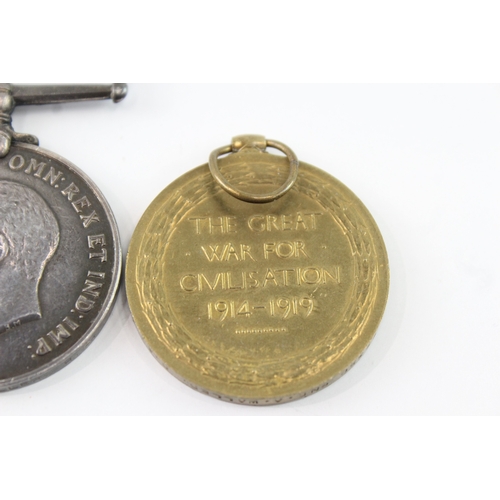 OMN: REX ET IND: IMP:
THE GREAT
WAR FOR
CIVILISATION
1914-1919